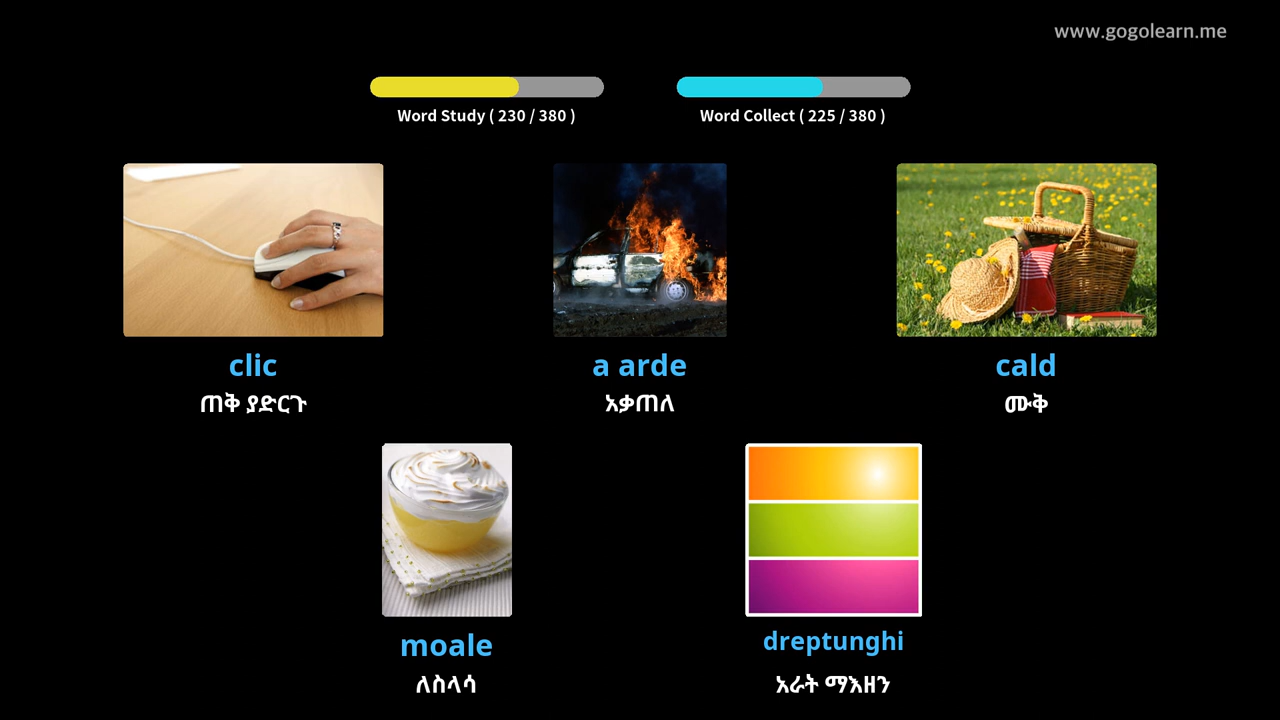 www.gogolearn.me
Word Study ( 230 / 380 )
Word Collect ( 225 / 380 )
clic
a arde
cald
ጠቅ ያድርጉ
አቃጠለ
ሙቅ
moale
dreptunghi
ለስላሳ
አራት ማእዘን